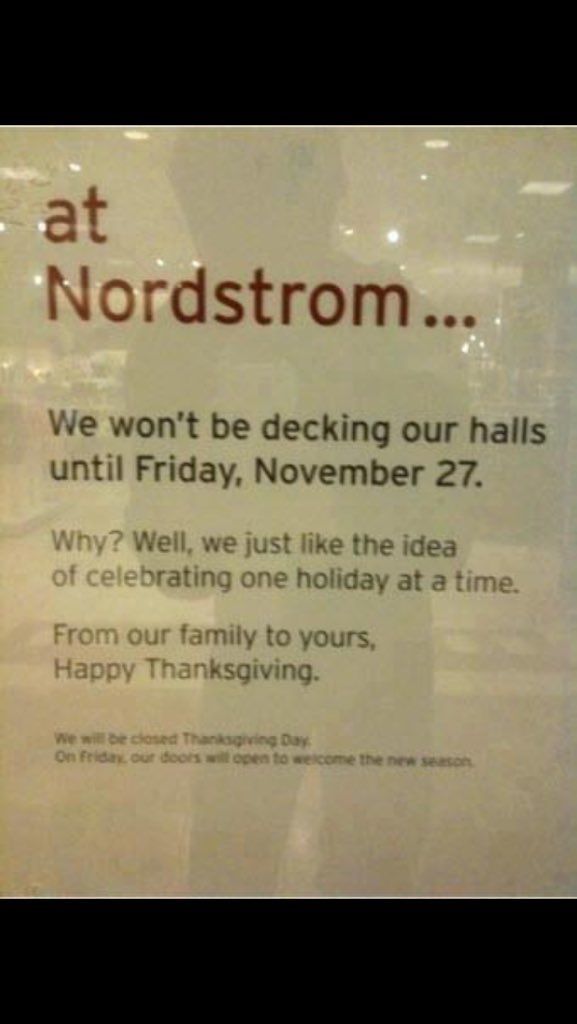 at
Nordstrom...
We won't be decking our halls
until Friday, November 27.
Why? Well, we just like the idea
of celebrating one holiday at a time.
From our family to yours,
Happy Thanksgiving.
We will be closed Thanksgiving Day.
On Friday, our doors will open to welcome the new season.